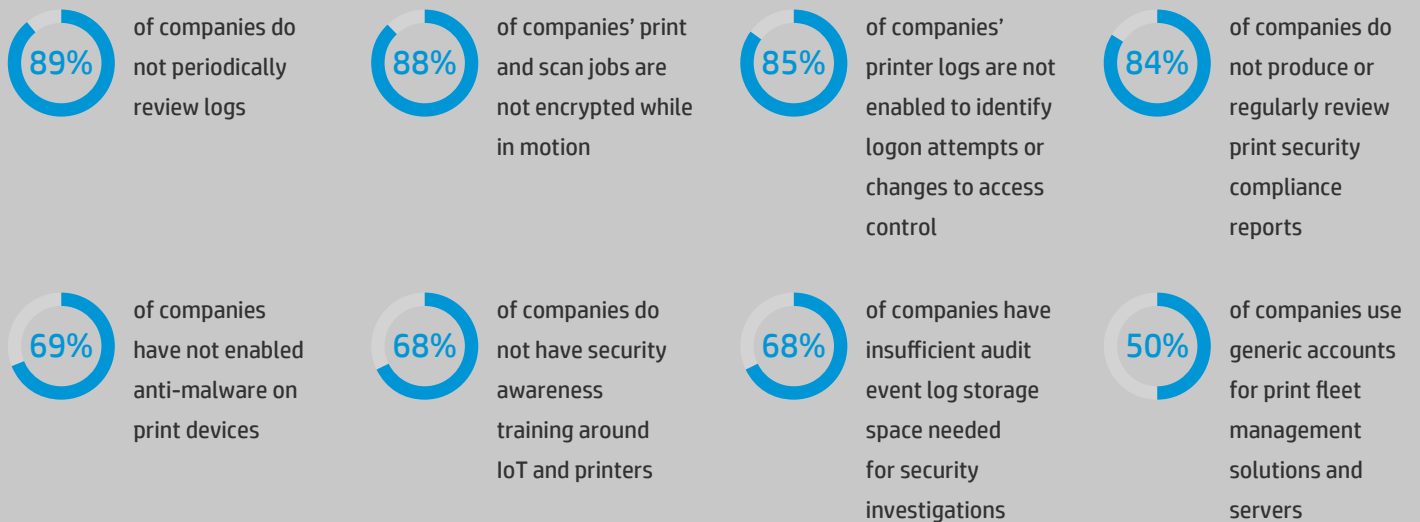 89%
of companies do
not periodically
review logs
88%
of companies’ print
and scan jobs are
not encrypted while
in motion
85%
of companies’
printer logs are not
enabled to identify
logon attempts or
changes to access
control
84%
of companies do
not produce or
regularly review
print security
compliance
reports
69%
of companies
have not enabled
anti-malware on
print devices
68%
of companies do
not have security
awareness
training around
IoT and printers
68%
of companies have
insufficient audit
event log storage
space needed
for security
investigations
50%
of companies use
generic accounts
for print fleet
management
solutions and
servers